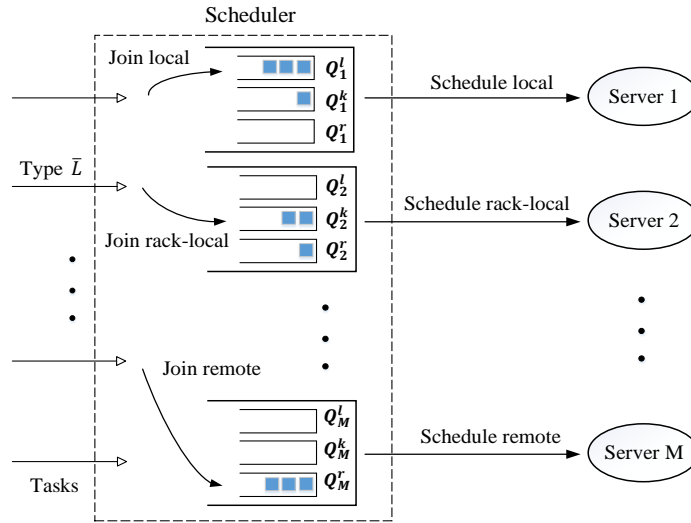 Scheduler
Join local
Q_1^l
Q_1^k
Q_1^r
Schedule local
Server 1
Type L̄
Q_2^l
Q_2^k
Q_2^r
Join rack-local
Schedule rack-local
Server 2
Join remote
Q_M^l
Q_M^k
Q_M^r
Schedule remote
Server M
Tasks